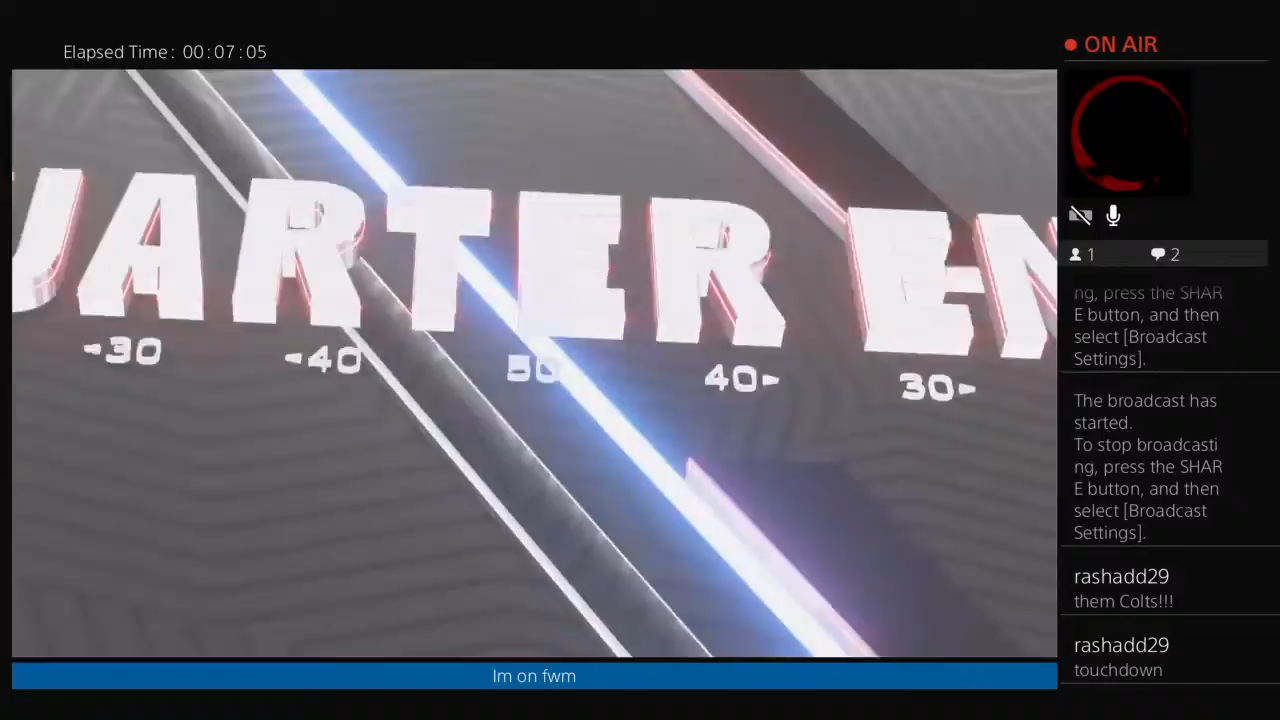 Elapsed Time: 00:07:05
ON AIR
UARTER EN
◄30 ◄40 50 40► 30►
1 2
ng, press the SHAR
E button, and then
select [Broadcast
Settings].
The broadcast has
started.
To stop broadcasti
ng, press the SHAR
E button, and then
select [Broadcast
Settings].
rashadd29
them Colts!!!
rashadd29
touchdown
Im on fwm